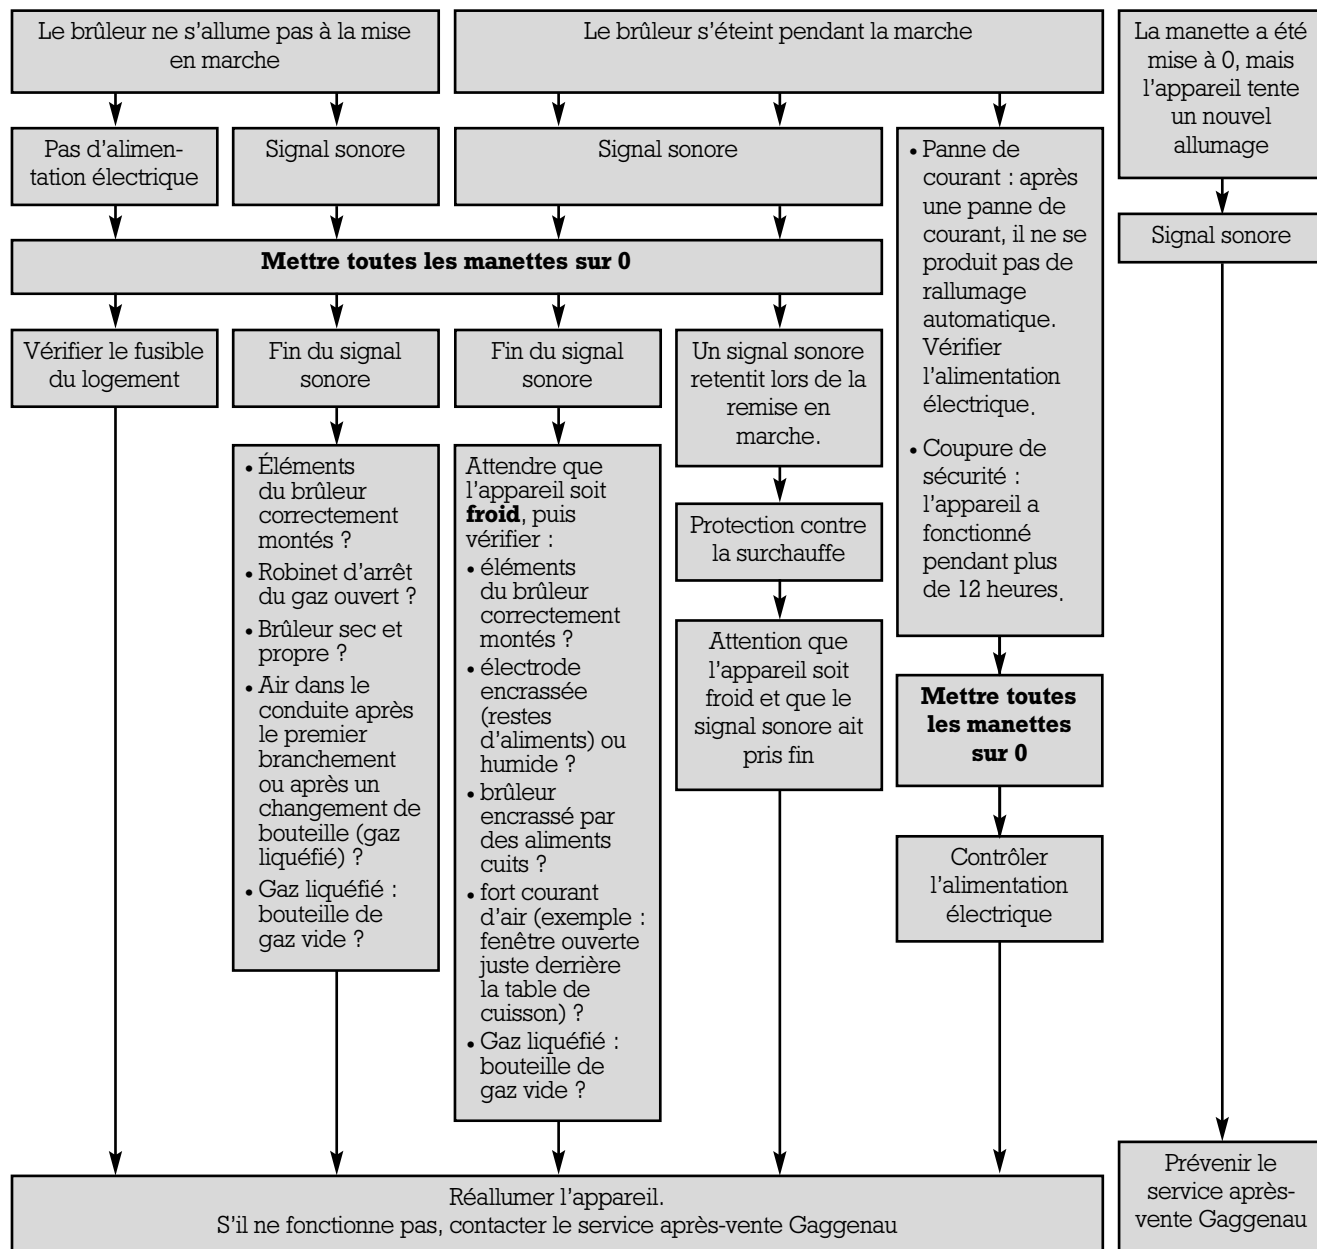 Le brûleur ne s'allume pas à la mise
en marche
Le brûleur s'éteint pendant la marche
La manette a été
mise à 0, mais
l'appareil tente
un nouvel
allumage
Pas d'alimen-
tation électrique
Signal sonore
Signal sonore
• Panne de
courant : après
une panne de
courant, il ne se
produit pas de
rallumage
automatique.
Vérifier
l'alimentation
électrique.
• Coupure de
sécurité :
l'appareil a
fonctionné
pendant plus
de 12 heures.
Signal sonore
Mettre toutes les manettes sur 0
Vérifier le fusible
du logement
Fin du signal
sonore
Fin du signal
sonore
Un signal sonore
retentit lors de la
remise en
marche.
• Éléments
du brûleur
correctement
montés ?
• Robinet d'arrêt
du gaz ouvert ?
• Brûleur sec et
propre ?
• Air dans le
conduite après
le premier
branchement
ou après un
changement de
bouteille (gaz
liquéfié) ?
• Gaz liquéfié :
bouteille de
gaz vide ?
Attendre que
l'appareil soit
froid, puis
vérifier :
• éléments
du brûleur
correctement
montés ?
• électrode
encrassée
(restes
d'aliments) ou
humide ?
• brûleur
encrassé par
des aliments
cuits ?
• fort courant
d'air (exemple :
fenêtre ouverte
juste derrière
la table de
cuisson) ?
• Gaz liquéfié :
bouteille de
gaz vide ?
Protection contre
la surchauffe
Attention que
l'appareil soit
froid et que le
signal sonore ait
pris fin
Mettre toutes
les manettes
sur 0
Contrôler
l'alimentation
électrique
Réallumer l'appareil.
S'il ne fonctionne pas, contacter le service après-vente Gaggenau
Prévenir le
service après-
vente Gaggenau